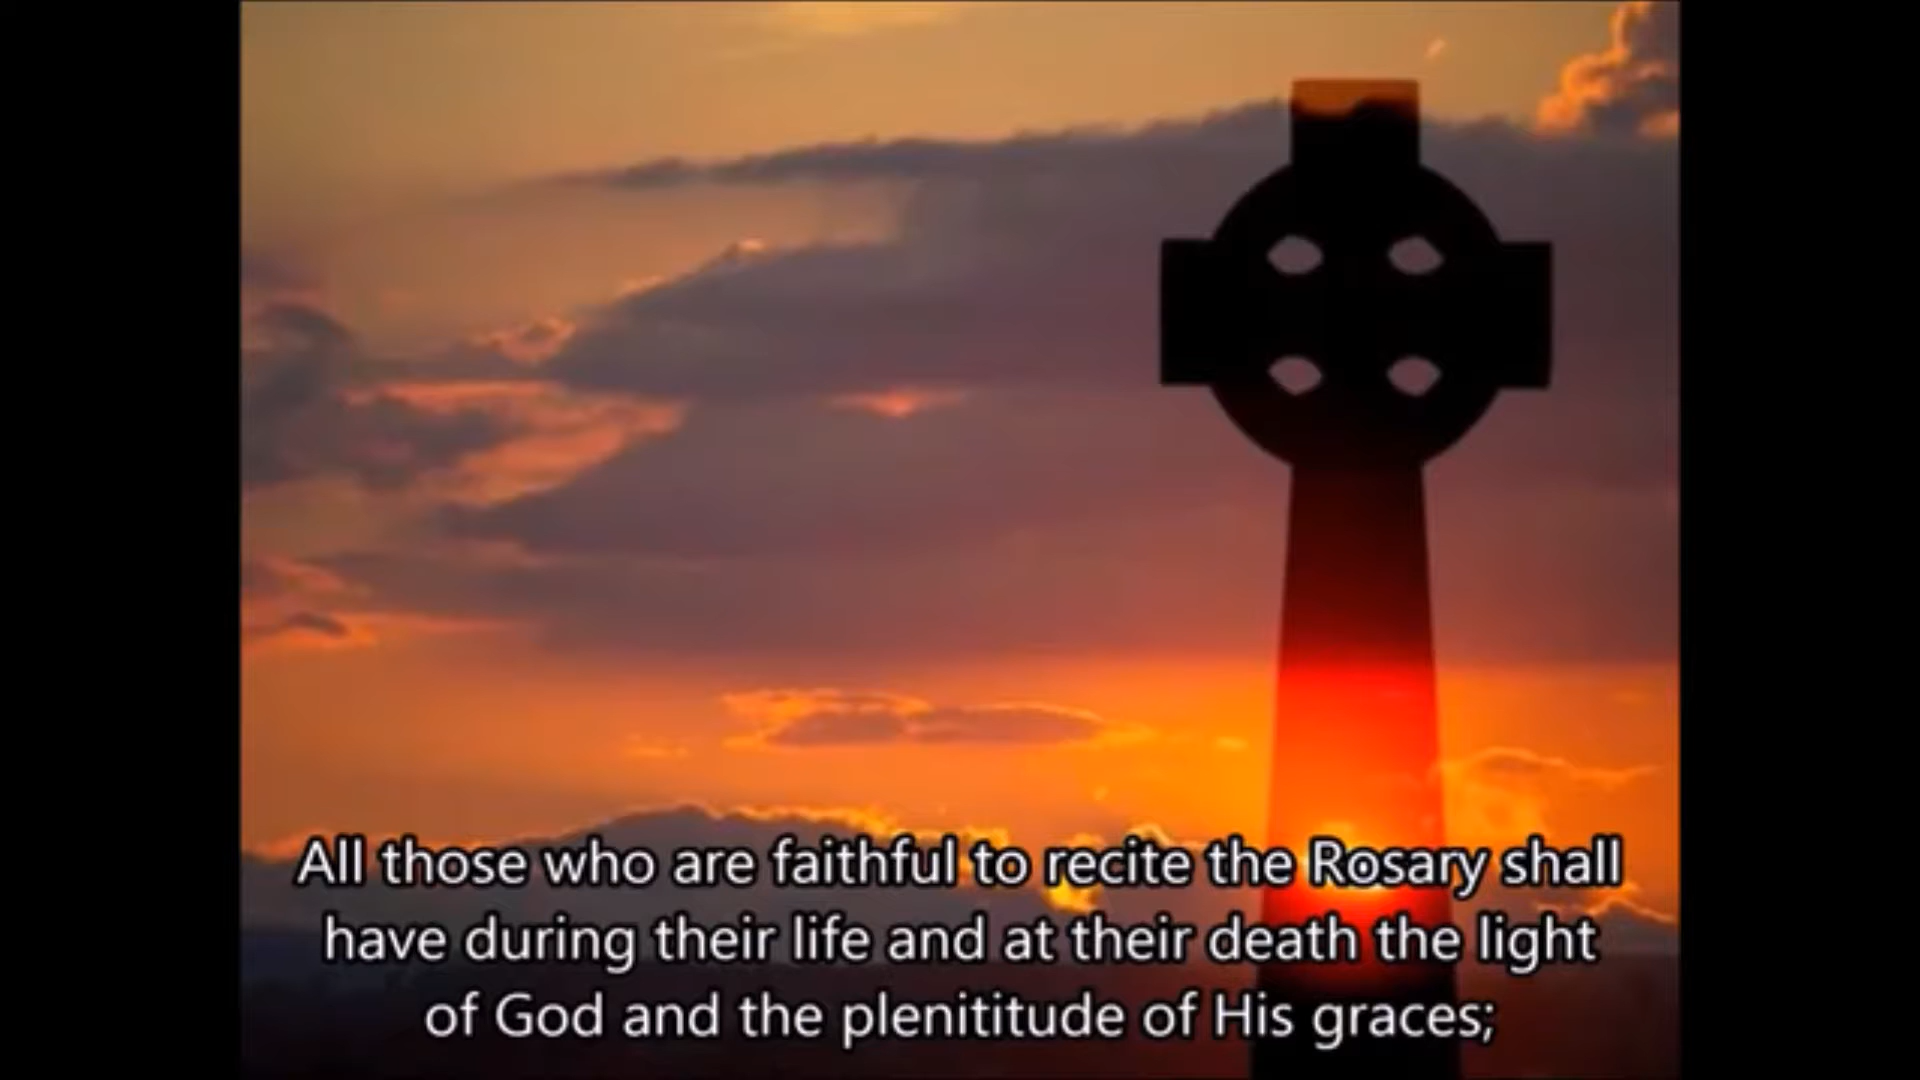 All those who are faithful to recite the Rosary shall
have during their life and at their death the light
of God and the plenititude of His graces;